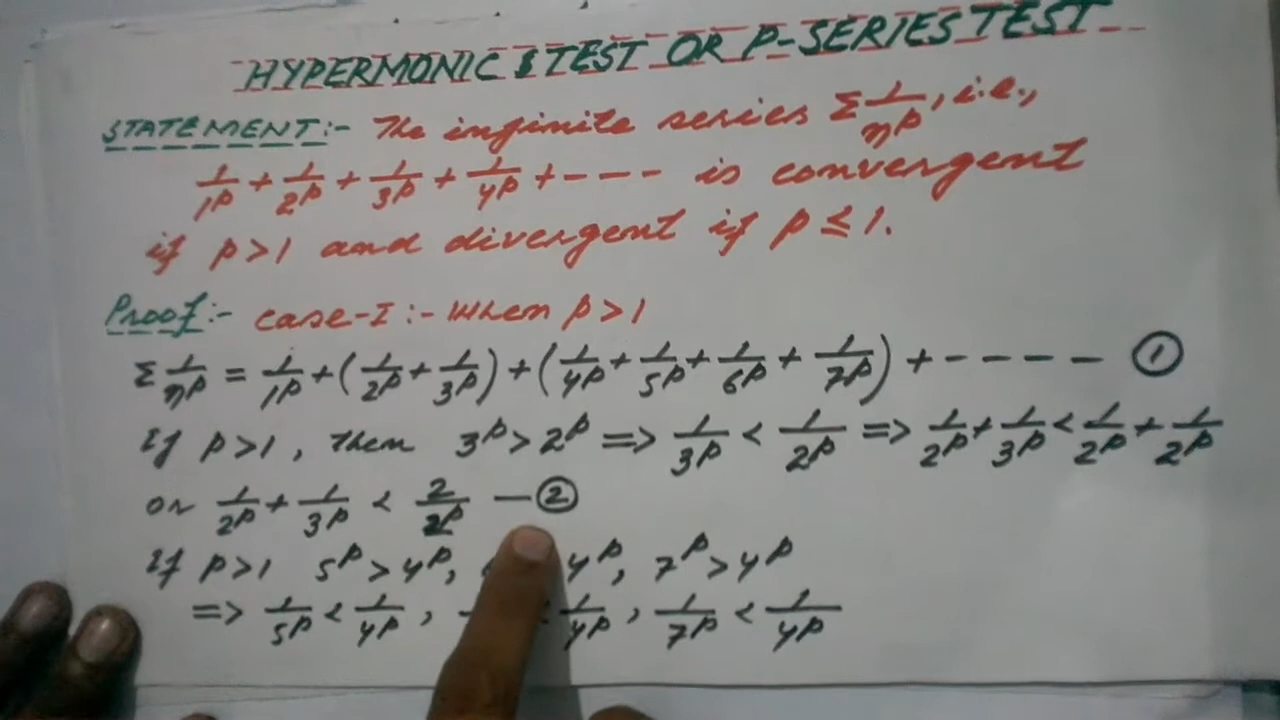 HYPERMONIC TEST OR P-SERIES TEST
STATEMENT:- The infinite series Σ 1/n^p, i.e.,
1/1^p + 1/2^p + 1/3^p + 1/4^p + ---- is convergent
if p>1 and divergent if p ≤ 1.
Proof:- case-I:- When p>1
Σ 1/n^p = 1/1^p + (1/2^p + 1/3^p) + (1/4^p + 1/5^p + 1/6^p + 1/7^p) + ----- ①
If p>1, then 3^p > 2^p => 1/3^p < 1/2^p => 1/2^p + 1/3^p < 1/2^p + 1/2^p
or 1/2^p + 1/3^p < 2/2^p —②
If p>1 5^p > 4^p, 4^p, 7^p > 4^p
=> 1/5^p < 1/4^p, 1/4^p, 1/7^p < 1/4^p